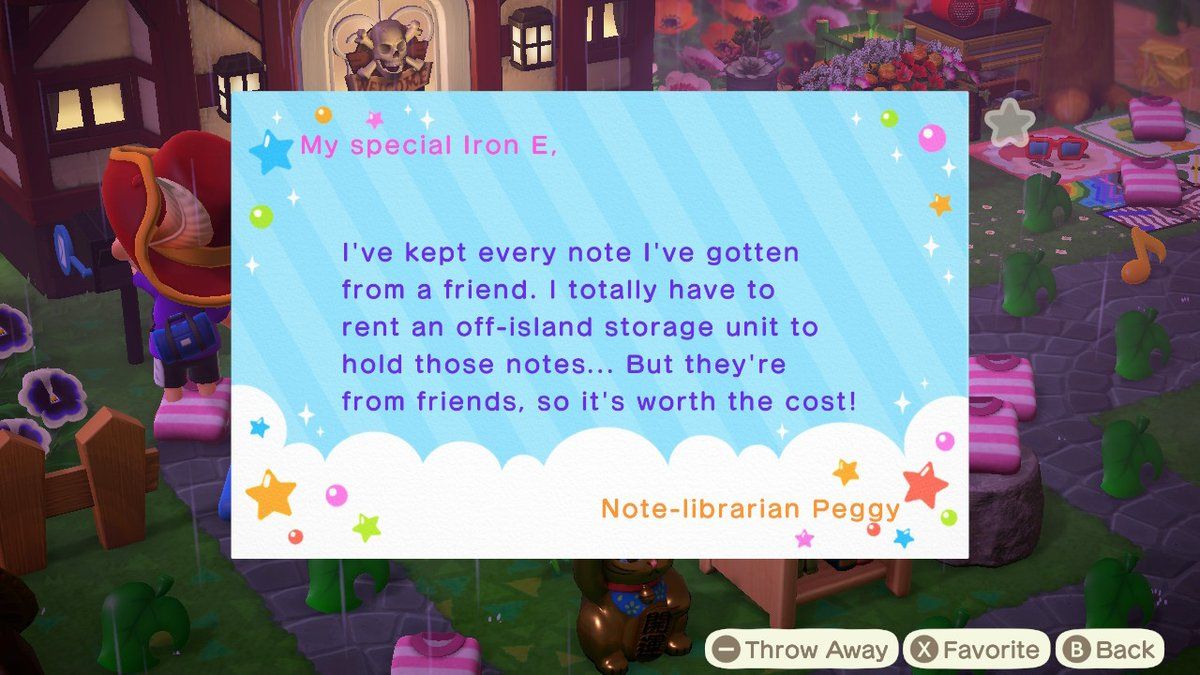 WELCOME
My special Iron E,
I've kept every note I've gotten
from a friend. I totally have to
rent an off-island storage unit to
hold those notes... But they're
from friends, so it's worth the cost!
Note-librarian Peggy
- Throw Away X Favorite B Back